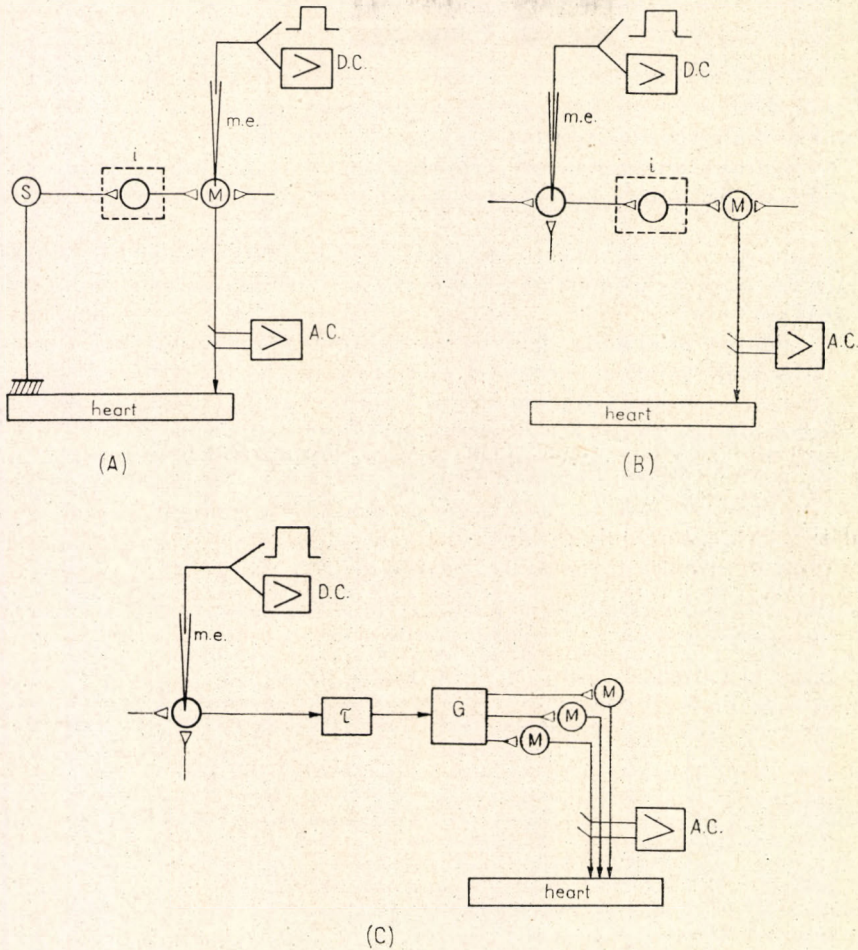 D.C.
m.e.
i
S
M
A.C.
heart
(A)
D.C
m.e.
i
M
A.C.
heart
(B)
D.C.
m.e.
τ
G
M
M
M
A.C.
heart
(C)